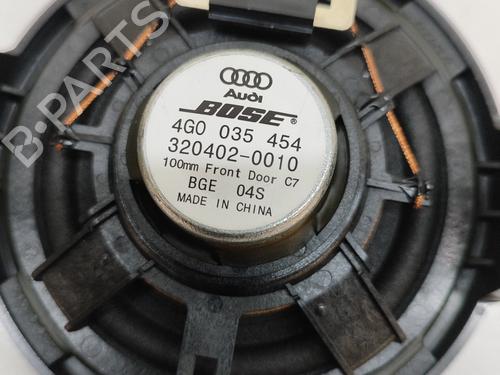 Audi
BOSE®
4G0 035 454
320402-0010
100mm Front Door C7
BGE 04S
MADE IN CHINA
B-PARTS